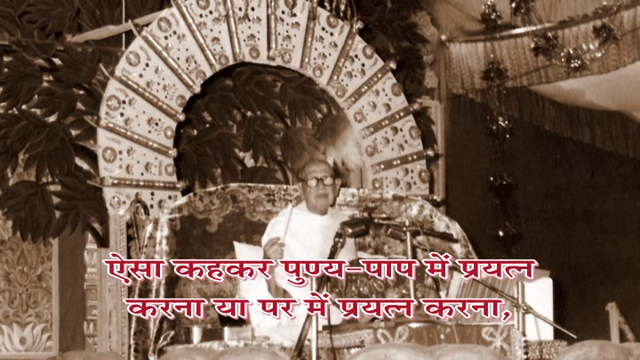 ऐसा कहकर पुण्य-पाप में प्रयत्न
करना या पर में प्रयत्न करना,